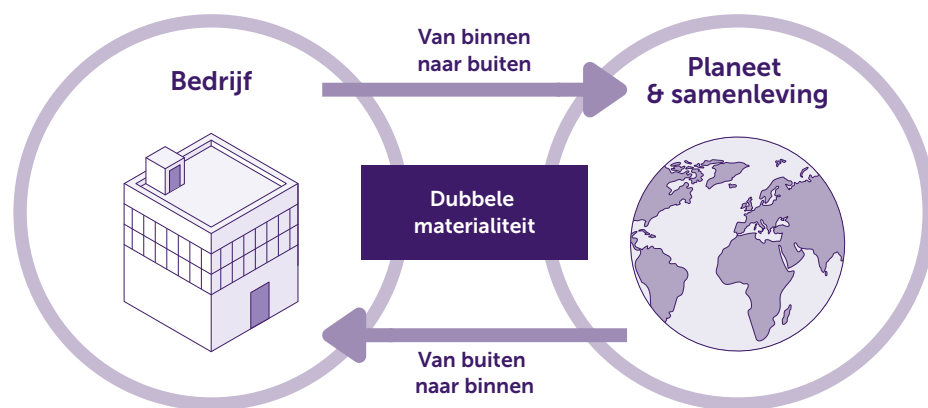 Van binnen
naar buiten
Bedrijf
Planeet
& samenleving
Dubbele
materialiteit
Van buiten
naar binnen